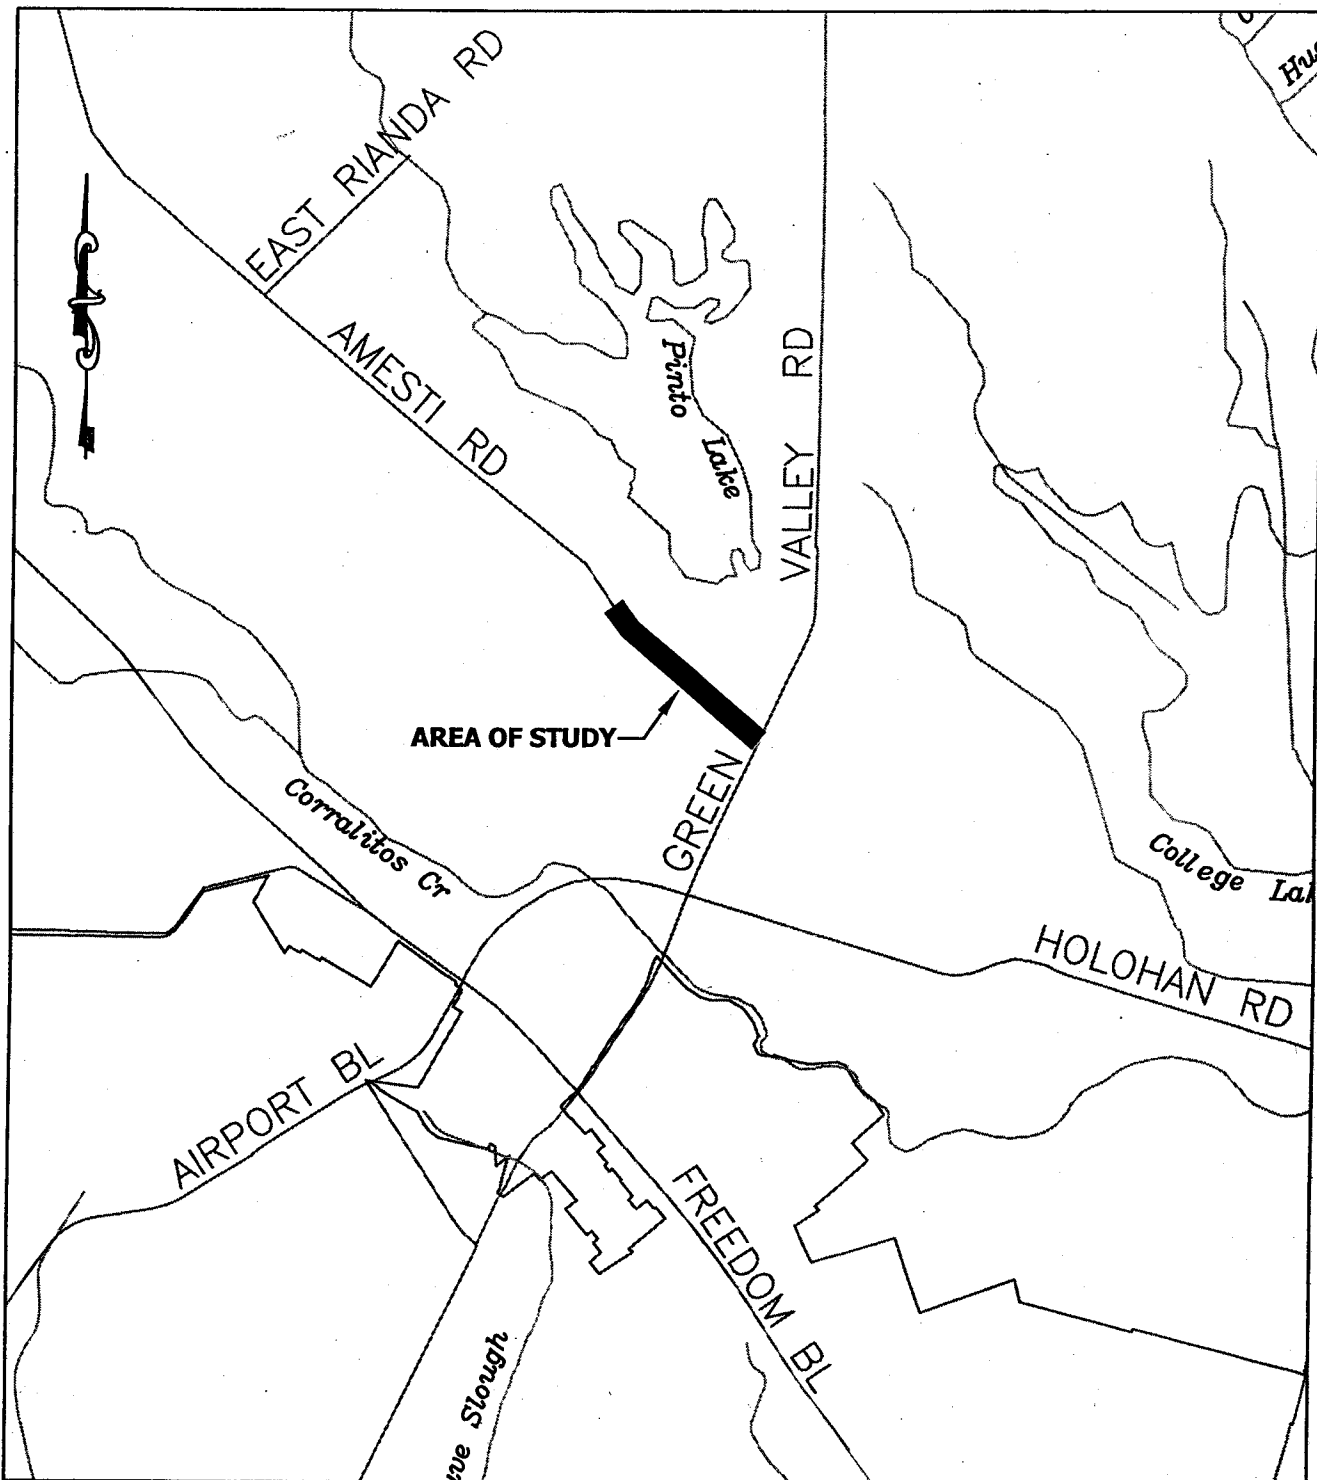 EAST RIANDA RD
AMESTI RD
Pinto Lake
GREEN VALLEY RD
AREA OF STUDY
Corralitos Cr
College
HOLOHAN RD
AIRPORT BL
FREEDOM BL
Slough